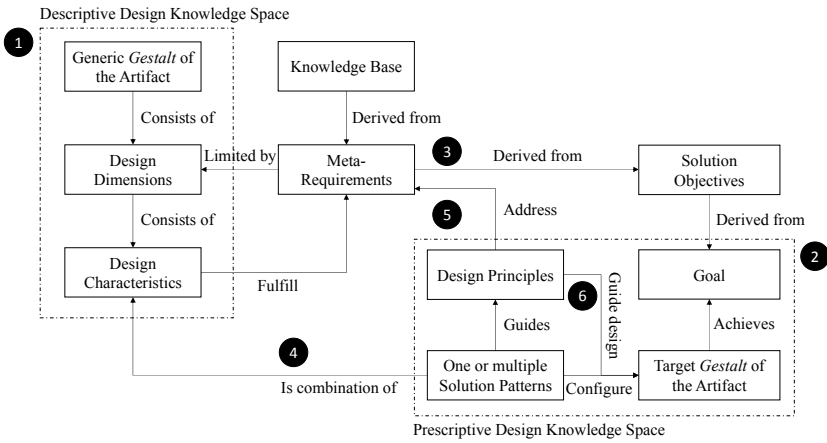 Descriptive Design Knowledge Space
1
Generic Gestalt of
the Artifact
Knowledge Base
Consists of
Derived from
Design
Dimensions
Limited by
Meta-
Requirements
3
Derived from
Solution
Objectives
Consists of
5
Address
Derived from
Design
Characteristics
Fulfill
Design Principles
6
Guide design
Goal
2
Guides
Achieves
4
Is combination of
One or multiple
Solution Patterns
Configure
Target Gestalt of
the Artifact
Prescriptive Design Knowledge Space